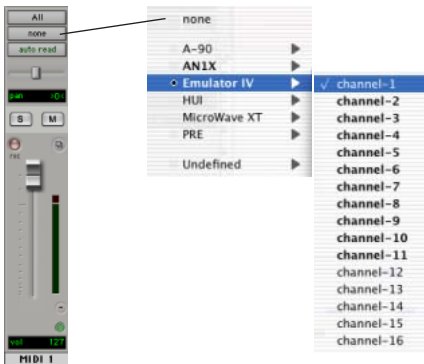 All
none
auto read
pan >0<
S M
REC
vol 127
MIDI 1
none
A-90
AN1X
Emulator IV
HUI
MicroWave XT
PRE
Undefined
✓ channel-1
channel-2
channel-3
channel-4
channel-5
channel-6
channel-7
channel-8
channel-9
channel-10
channel-11
channel-12
channel-13
channel-14
channel-15
channel-16